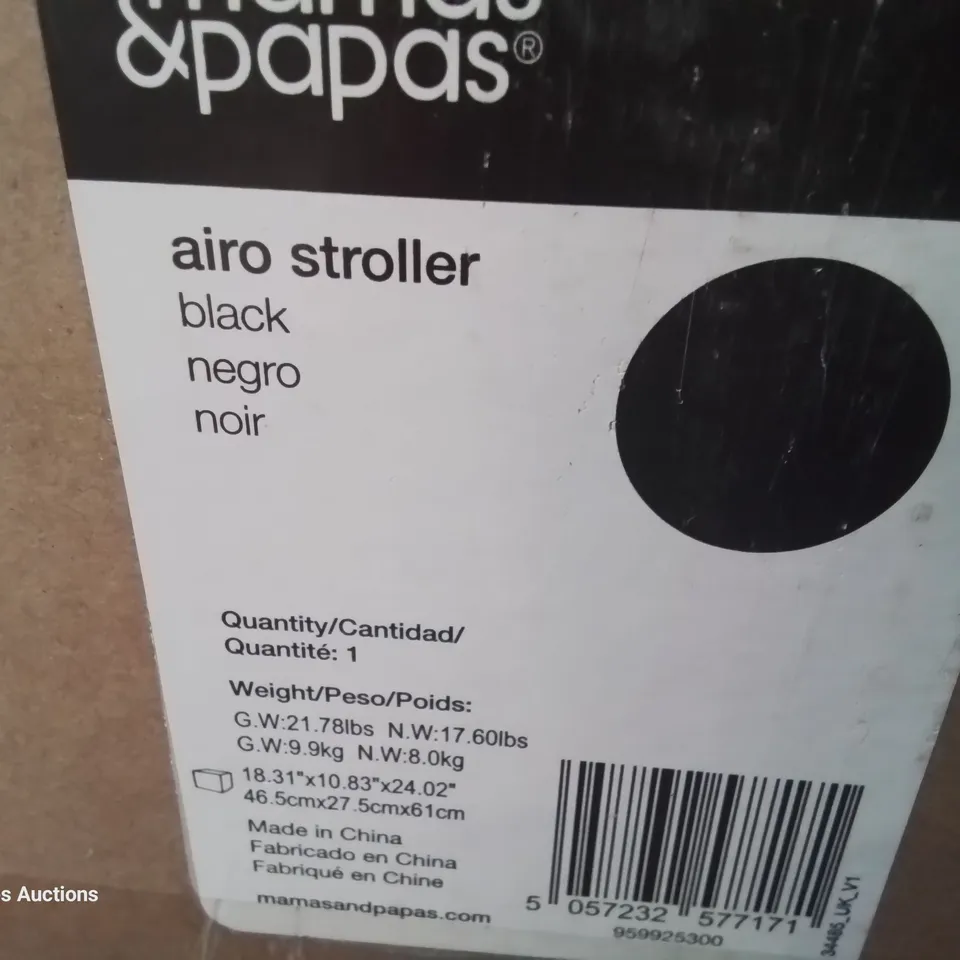 mamas
&papas®
airo stroller
black
negro
noir
Quantity/Cantidad/
Quantité: 1
Weight/Peso/Poids:
G.W:21.78lbs N.W:17.60lbs
G.W:9.9kg N.W:8.0kg
18.31"x10.83"x24.02"
46.5cmx27.5cmx61cm
Made in China
Fabricado en China
Fabriqué en Chine
mamasandpapas.com
5 057232 577171
959925300
34485_UK_V1
s Auctions